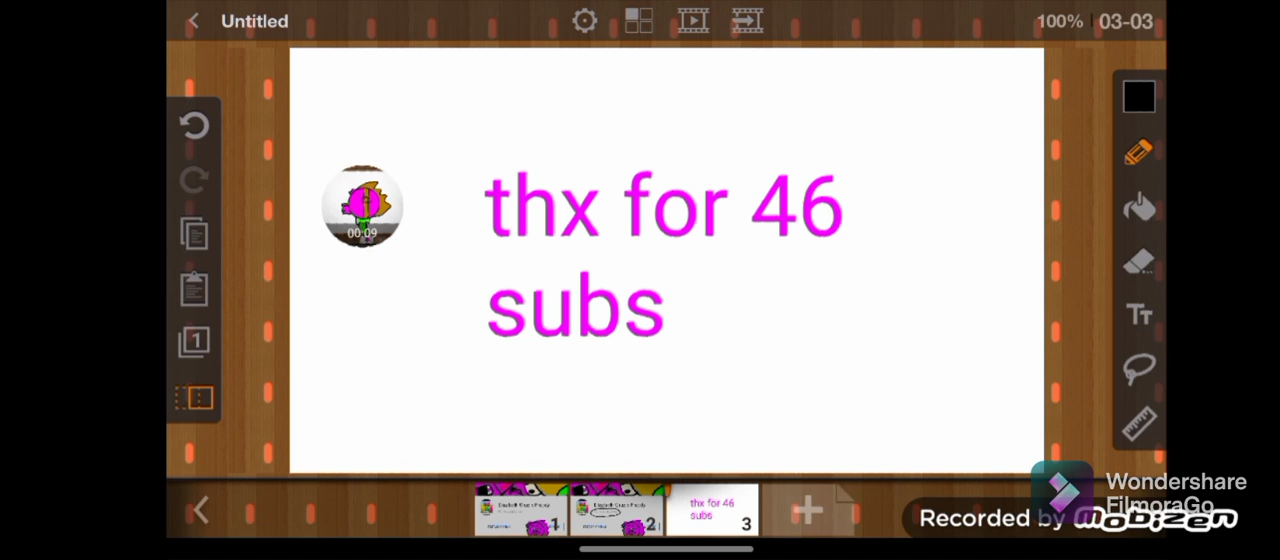 Untitled
100% 03-03
thx for 46
subs
00:09
1
thx for 46
subs
1
2
3
Wondershare
FilmoraGo
Recorded by mobizen